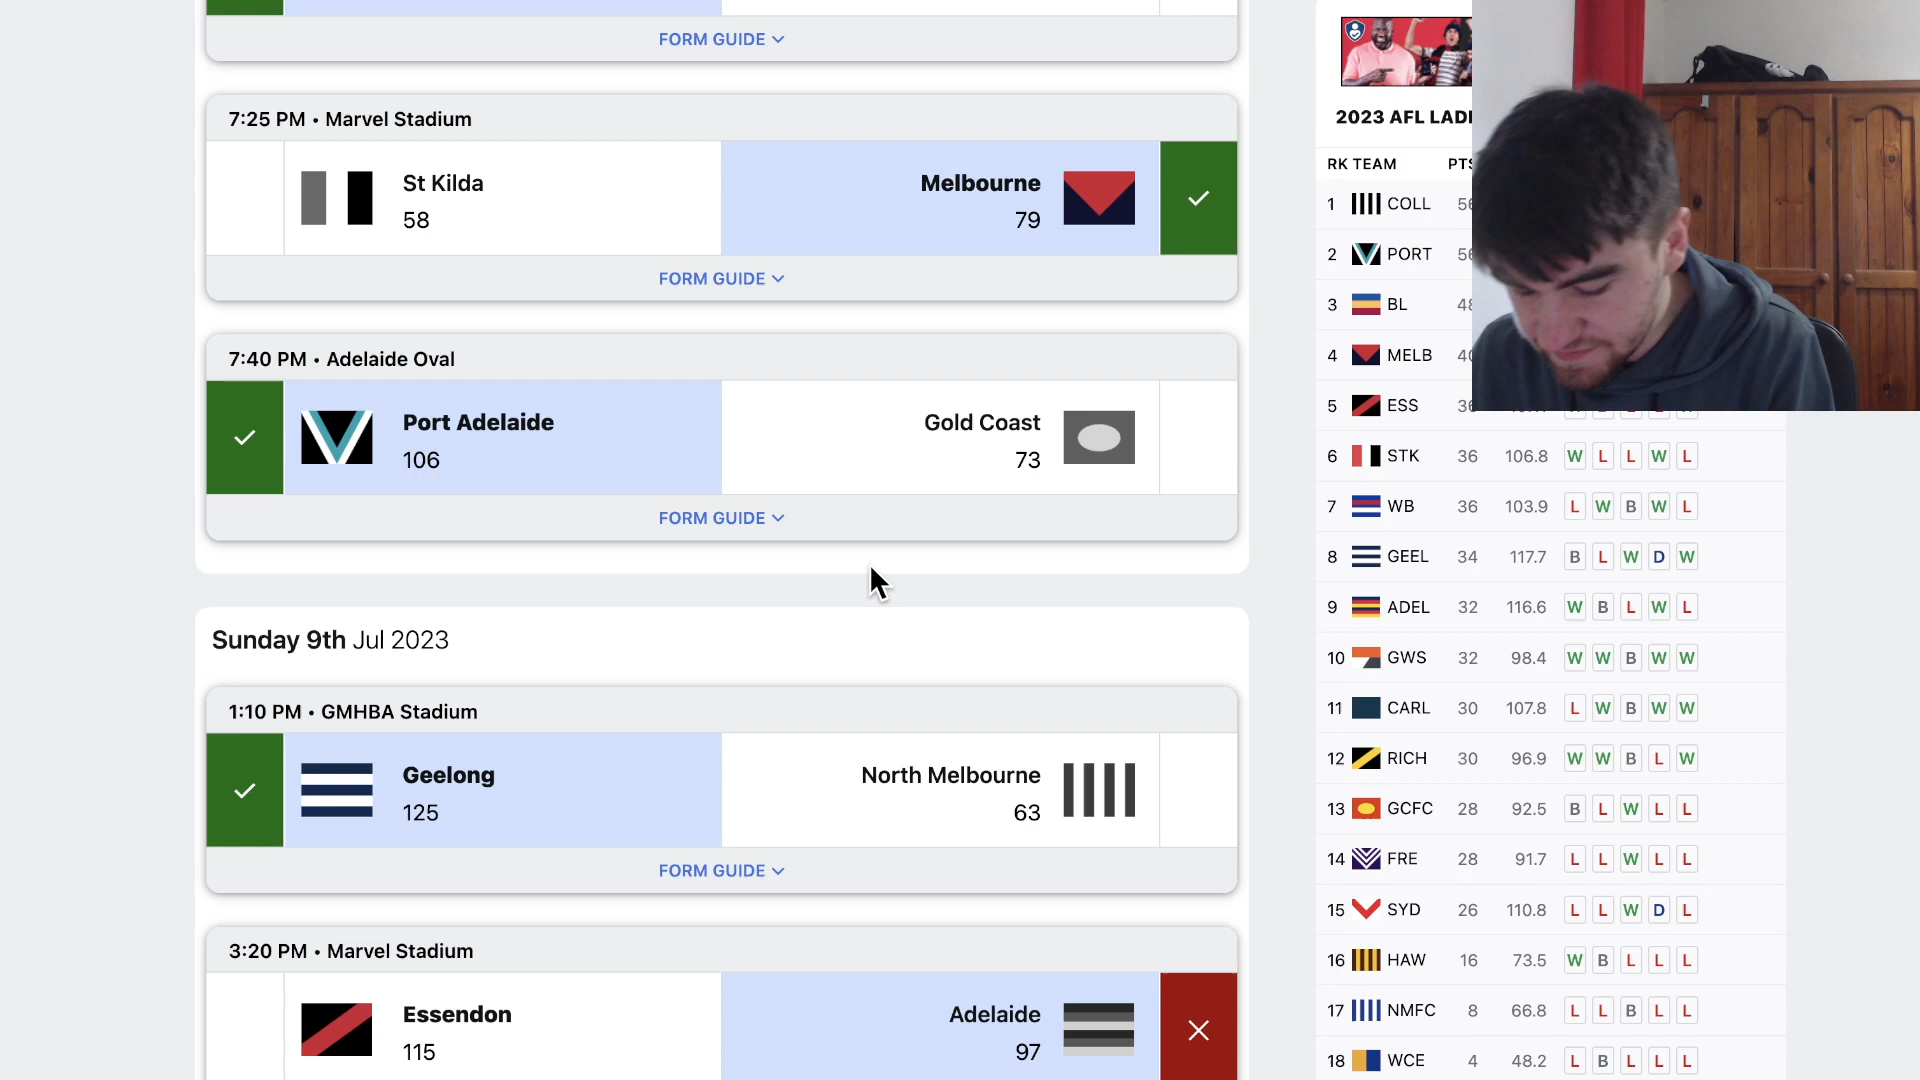 FORM GUIDE
7:25 PM • Marvel Stadium
St Kilda
58
Melbourne
79
FORM GUIDE
7:40 PM • Adelaide Oval
Port Adelaide
106
Gold Coast
73
FORM GUIDE
Sunday 9th Jul 2023
1:10 PM • GMHBA Stadium
Geelong
125
North Melbourne
63
FORM GUIDE
3:20 PM • Marvel Stadium
Essendon
115
Adelaide
97
2023 AFL
RK TEAM
1 COLL
2 PORT
3 BL
4 MELB
5 ESS
6 STK 36 106.8 W L L W L
7 WB 36 103.9 L W B W L
8 GEEL 34 117.7 B L W D W
9 ADEL 32 116.6 W B L W L
10 GWS 32 98.4 W W B W W
11 CARL 30 107.8 L W B W W
12 RICH 30 96.9 W W B L W
13 GCFC 28 92.5 B L W L L
14 FRE 28 91.7 L L W L L
15 SYD 26 110.8 L L W D L
16 HAW 16 73.5 W B L L L
17 NMFC 8 66.8 L L B L L
18 WCE 4 48.2 L B L L L